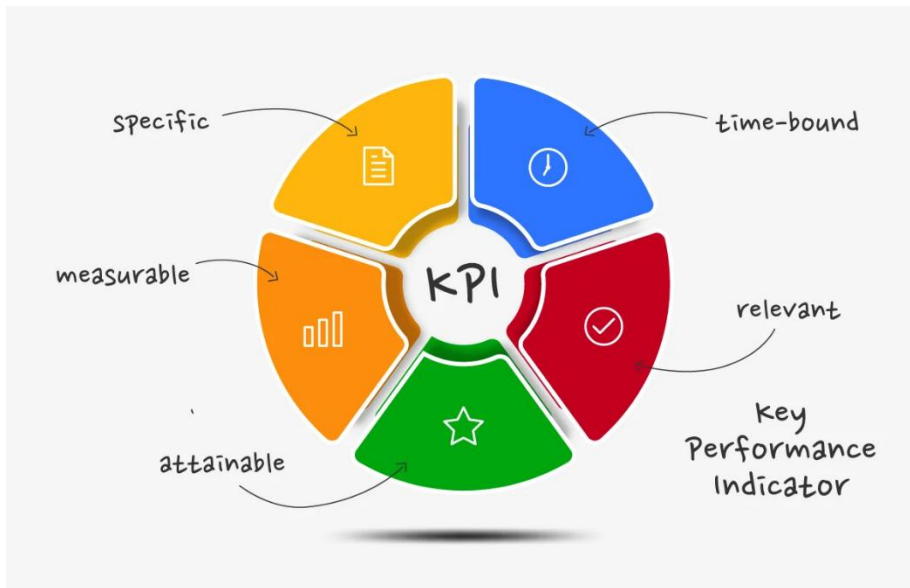 specific
time-bound
measurable
KPI
relevant
attainable
Key
Performance
Indicator